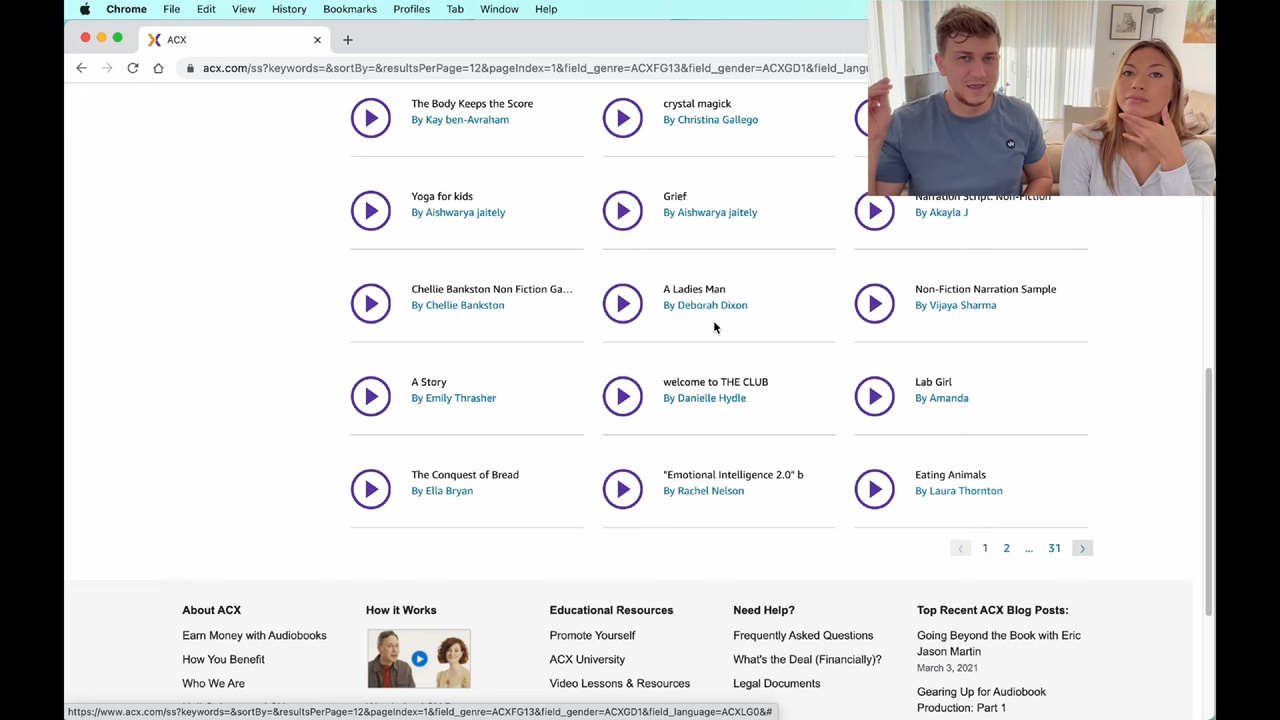 Chrome File Edit View History Bookmarks Profiles Tab Window Help
ACX
acx.com/ss?keywords=&sortBy=&resultsPerPage=12&pageIndex=1&field_genre=ACXFG13&field_gender=ACXGD1&field_langu
The Body Keeps the Score
By Kay ben-Avraham
crystal magick
By Christina Gallego
Yoga for kids
By Aishwarya jaitely
Grief
By Aishwarya jaitely
Narration Script: Non-Fiction
By Akayla J
Chellie Bankston Non Fiction Ga...
By Chellie Bankston
A Ladies Man
By Deborah Dixon
Non-Fiction Narration Sample
By Vijaya Sharma
A Story
By Emily Thrasher
welcome to THE CLUB
By Danielle Hydle
Lab Girl
By Amanda
The Conquest of Bread
By Ella Bryan
"Emotional Intelligence 2.0" b
By Rachel Nelson
Eating Animals
By Laura Thornton
1 2 ... 31
About ACX
Earn Money with Audiobooks
How You Benefit
Who We Are
How it Works
Educational Resources
Promote Yourself
ACX University
Video Lessons & Resources
Need Help?
Frequently Asked Questions
What's the Deal (Financially)?
Legal Documents
Top Recent ACX Blog Posts:
Going Beyond the Book with Eric
Jason Martin
March 3, 2021
Gearing Up for Audiobook
Production: Part 1
https://www.acx.com/ss?keywords=&sortBy=&resultsPerPage=12&pageIndex=1&field_genre=ACXFG13&field_gender=ACXGD1&field_language=ACXLG0&#